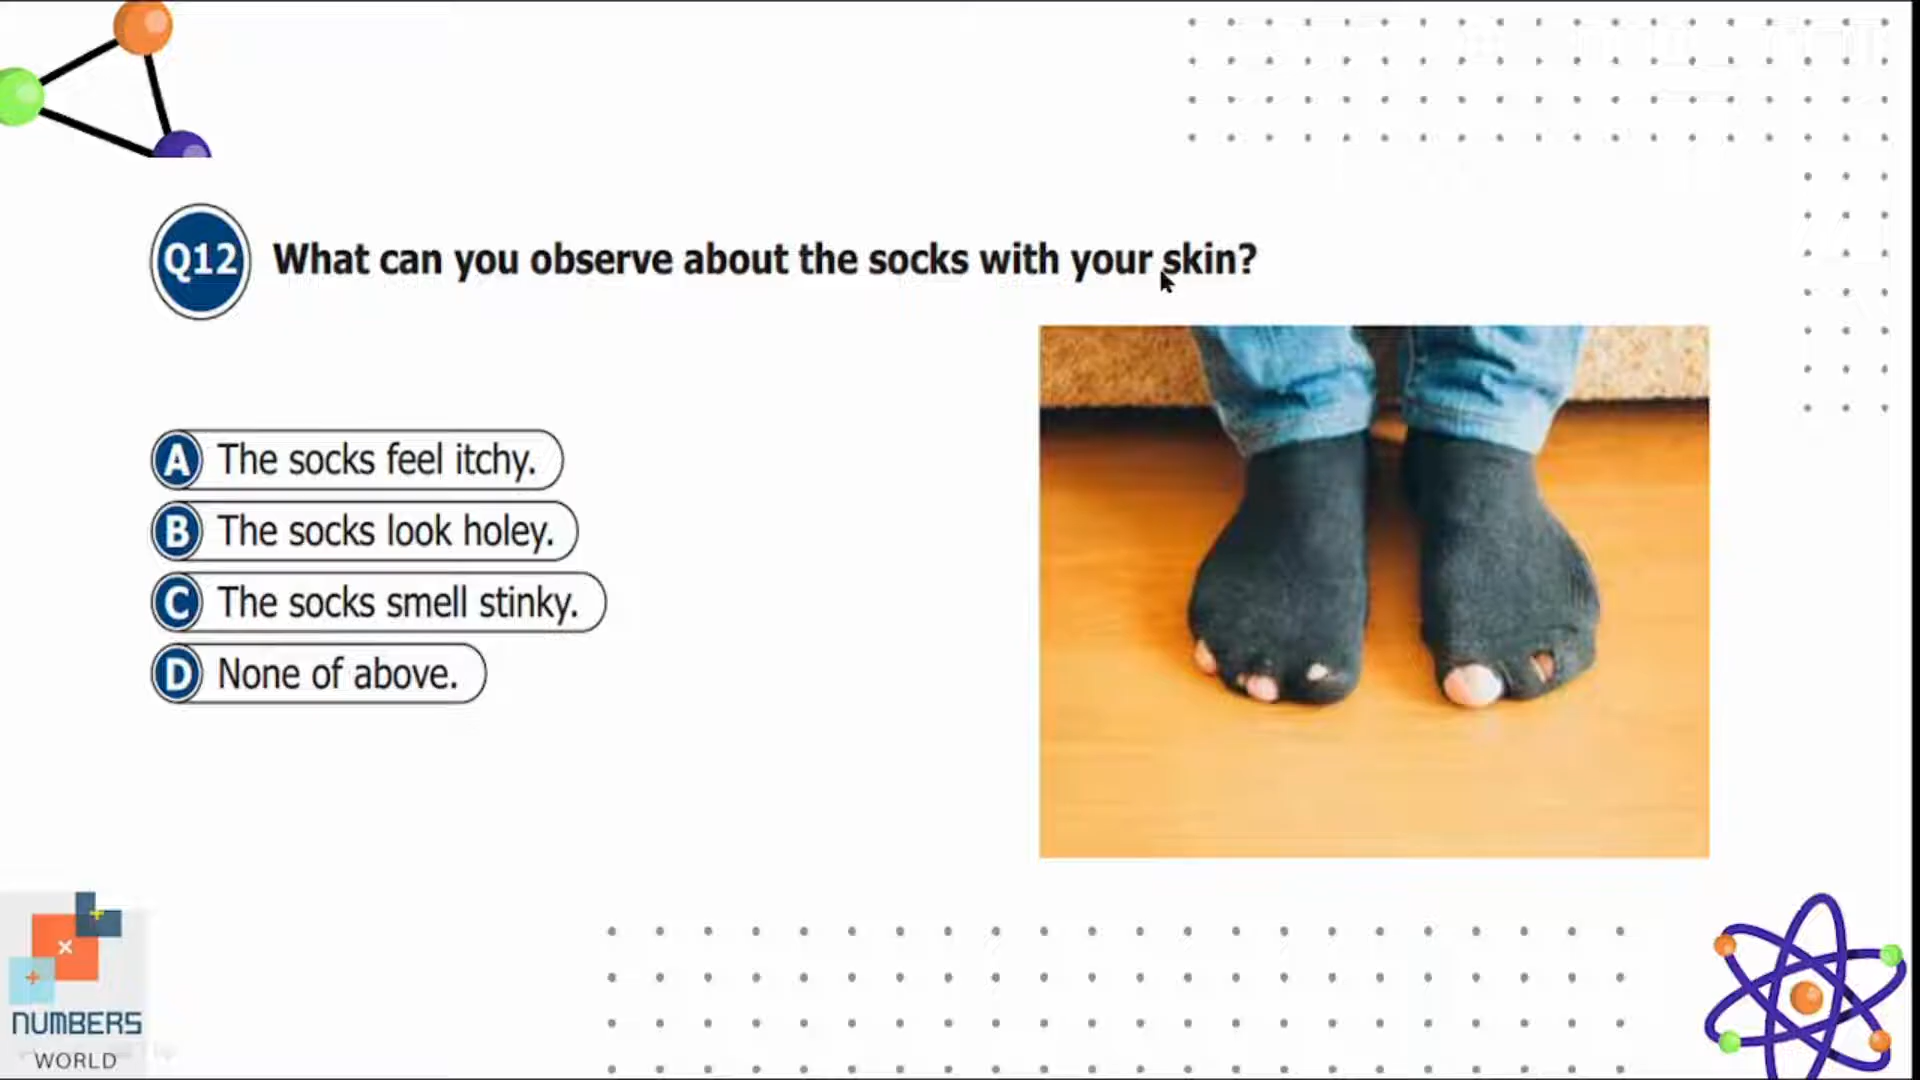 Q12 What can you observe about the socks with your skin?
A The socks feel itchy.
B The socks look holey.
C The socks smell stinky.
D None of above.
NUMBERS
WORLD